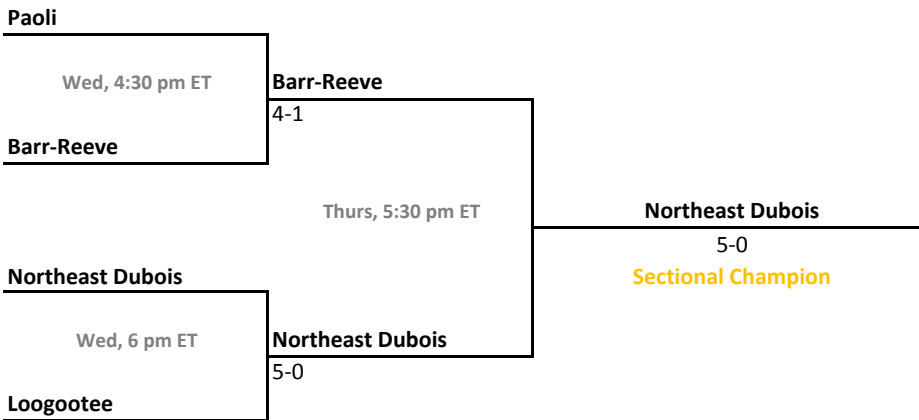 Paoli
Wed, 4:30 pm ET
Barr-Reeve
4-1
Barr-Reeve
Thurs, 5:30 pm ET
Northeast Dubois
5-0
Sectional Champion
Northeast Dubois
Wed, 6 pm ET
Northeast Dubois
5-0
Loogootee